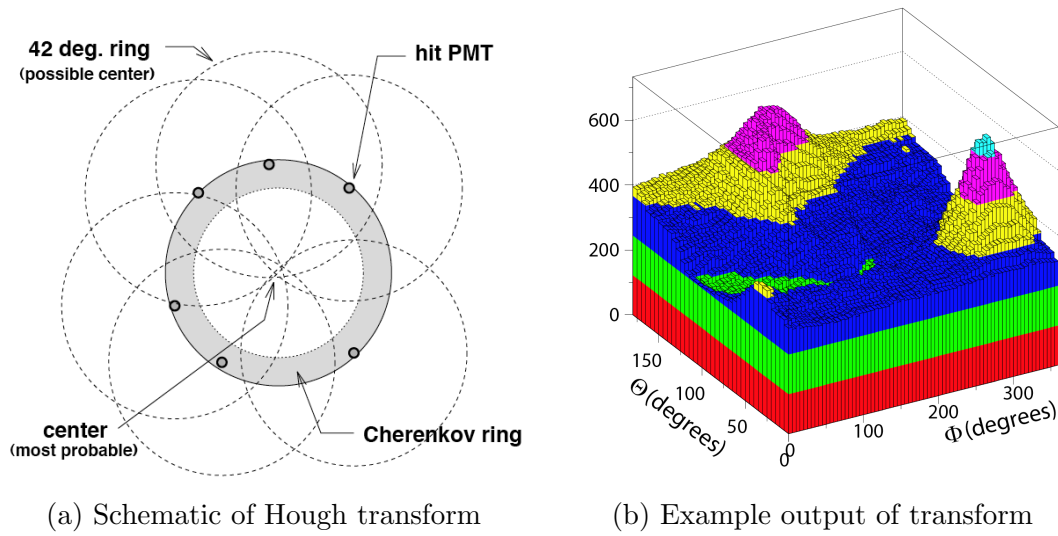 42 deg. ring
(possible center)
hit PMT
center
(most probable)
Cherenkov ring
600
400
200
0
150
100
50
0
Θ(degrees)
0
100
200
300
Φ(degrees)
(a) Schematic of Hough transform
(b) Example output of transform